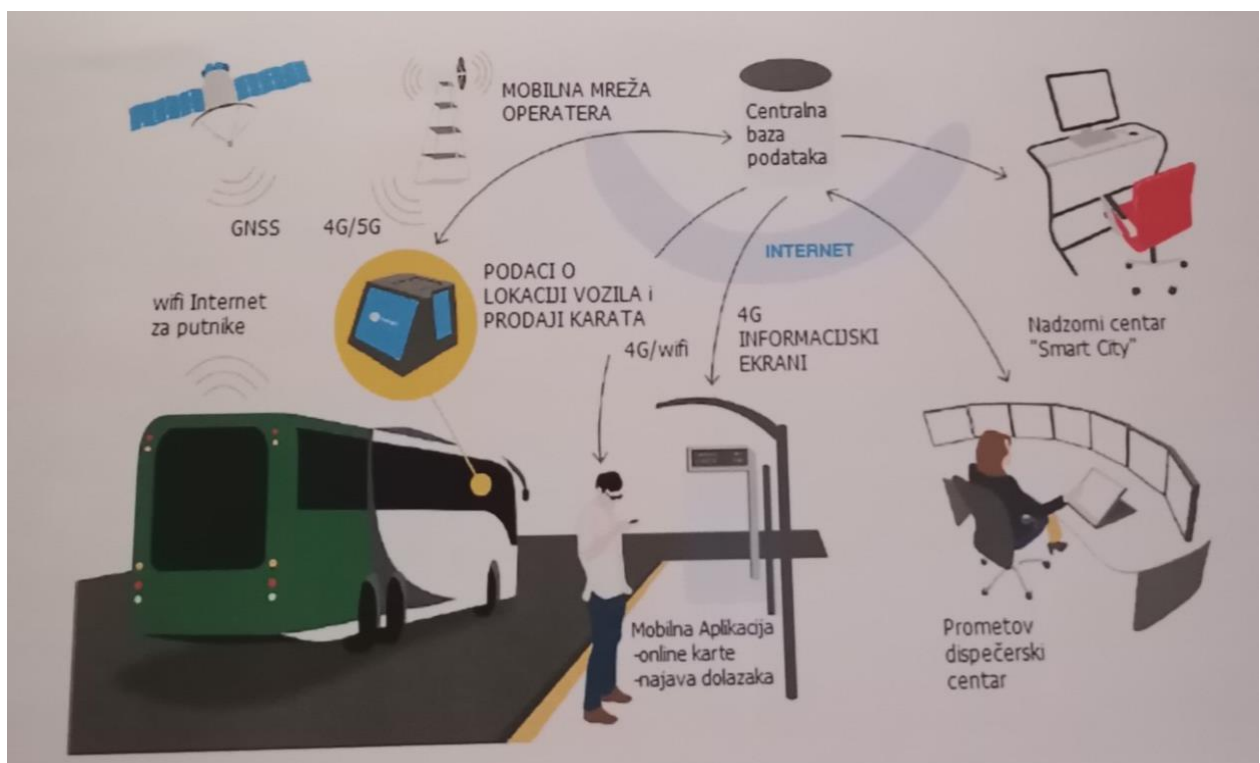 MOBILNA MREŽA
OPERATERA
Centralna
baza
podataka
GNSS
4G/5G
INTERNET
wifi Internet
za putnike
PODACI O
LOKACIJI VOZILA i
PRODAJI KARATA
4G/wifi
4G
INFORMACIJSKI
EKRANI
Nadzorni centar
"Smart City"
Mobilna Aplikacija
-online karte
-najava dolazaka
Prometov
dispečerski
centar